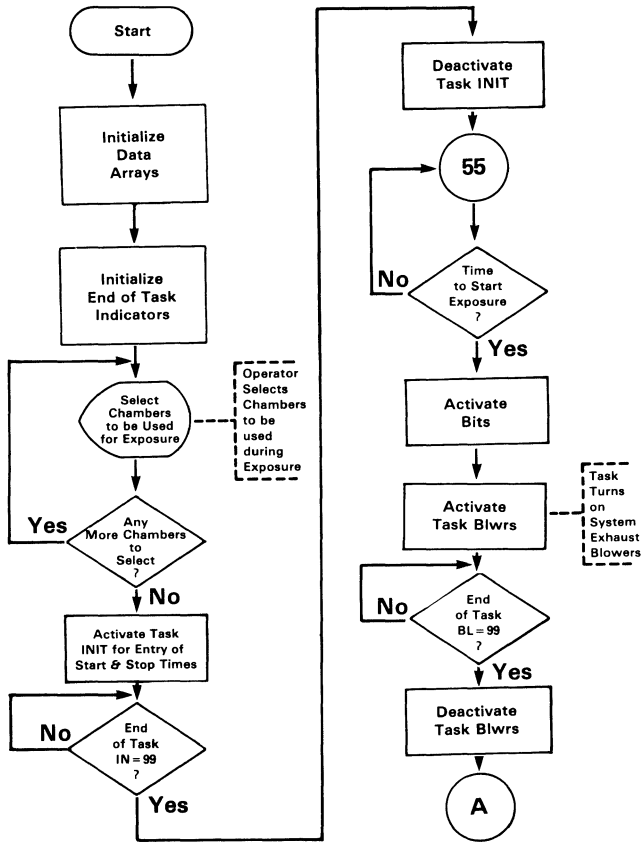 Start
Initialize
Data
Arrays
Initialize
End of Task
Indicators
Select
Chambers
to be Used
for Exposure
Operator
Selects
Chambers
to be
used
during
Exposure
Yes
Any
More Chambers
to
Select
?
No
Activate Task
INIT for Entry of
Start & Stop Times
No
End
of Task
IN = 99
?
Yes
Deactivate
Task INIT
55
No
Time
to Start
Exposure
?
Yes
Activate
Bits
Activate
Task Blwrs
Task
Turns
on
System
Exhaust
Blowers
No
End
of Task
BL = 99
?
Yes
Deactivate
Task Blwrs
A